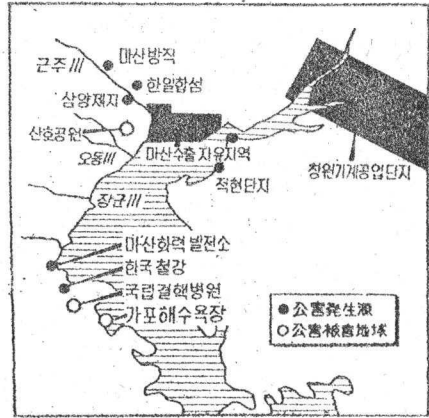 마산방직
근주川
한일합섬
삼양제지
산호공원
오동川
마산수출자유지역
창원기계공업단지
적현단지
장군川
마산화력발전소
한국철강
국립결핵병원
가포해수욕장
●公害発生源
○公害被害地域